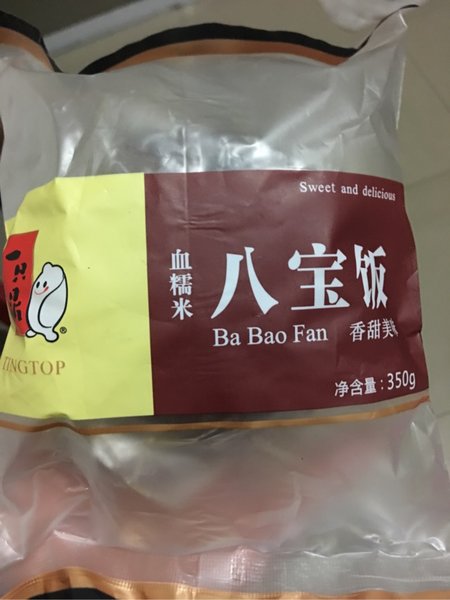 Sweet and delicious
血糯米
八宝饭
Ba Bao Fan 香甜美味
净含量:350g
®